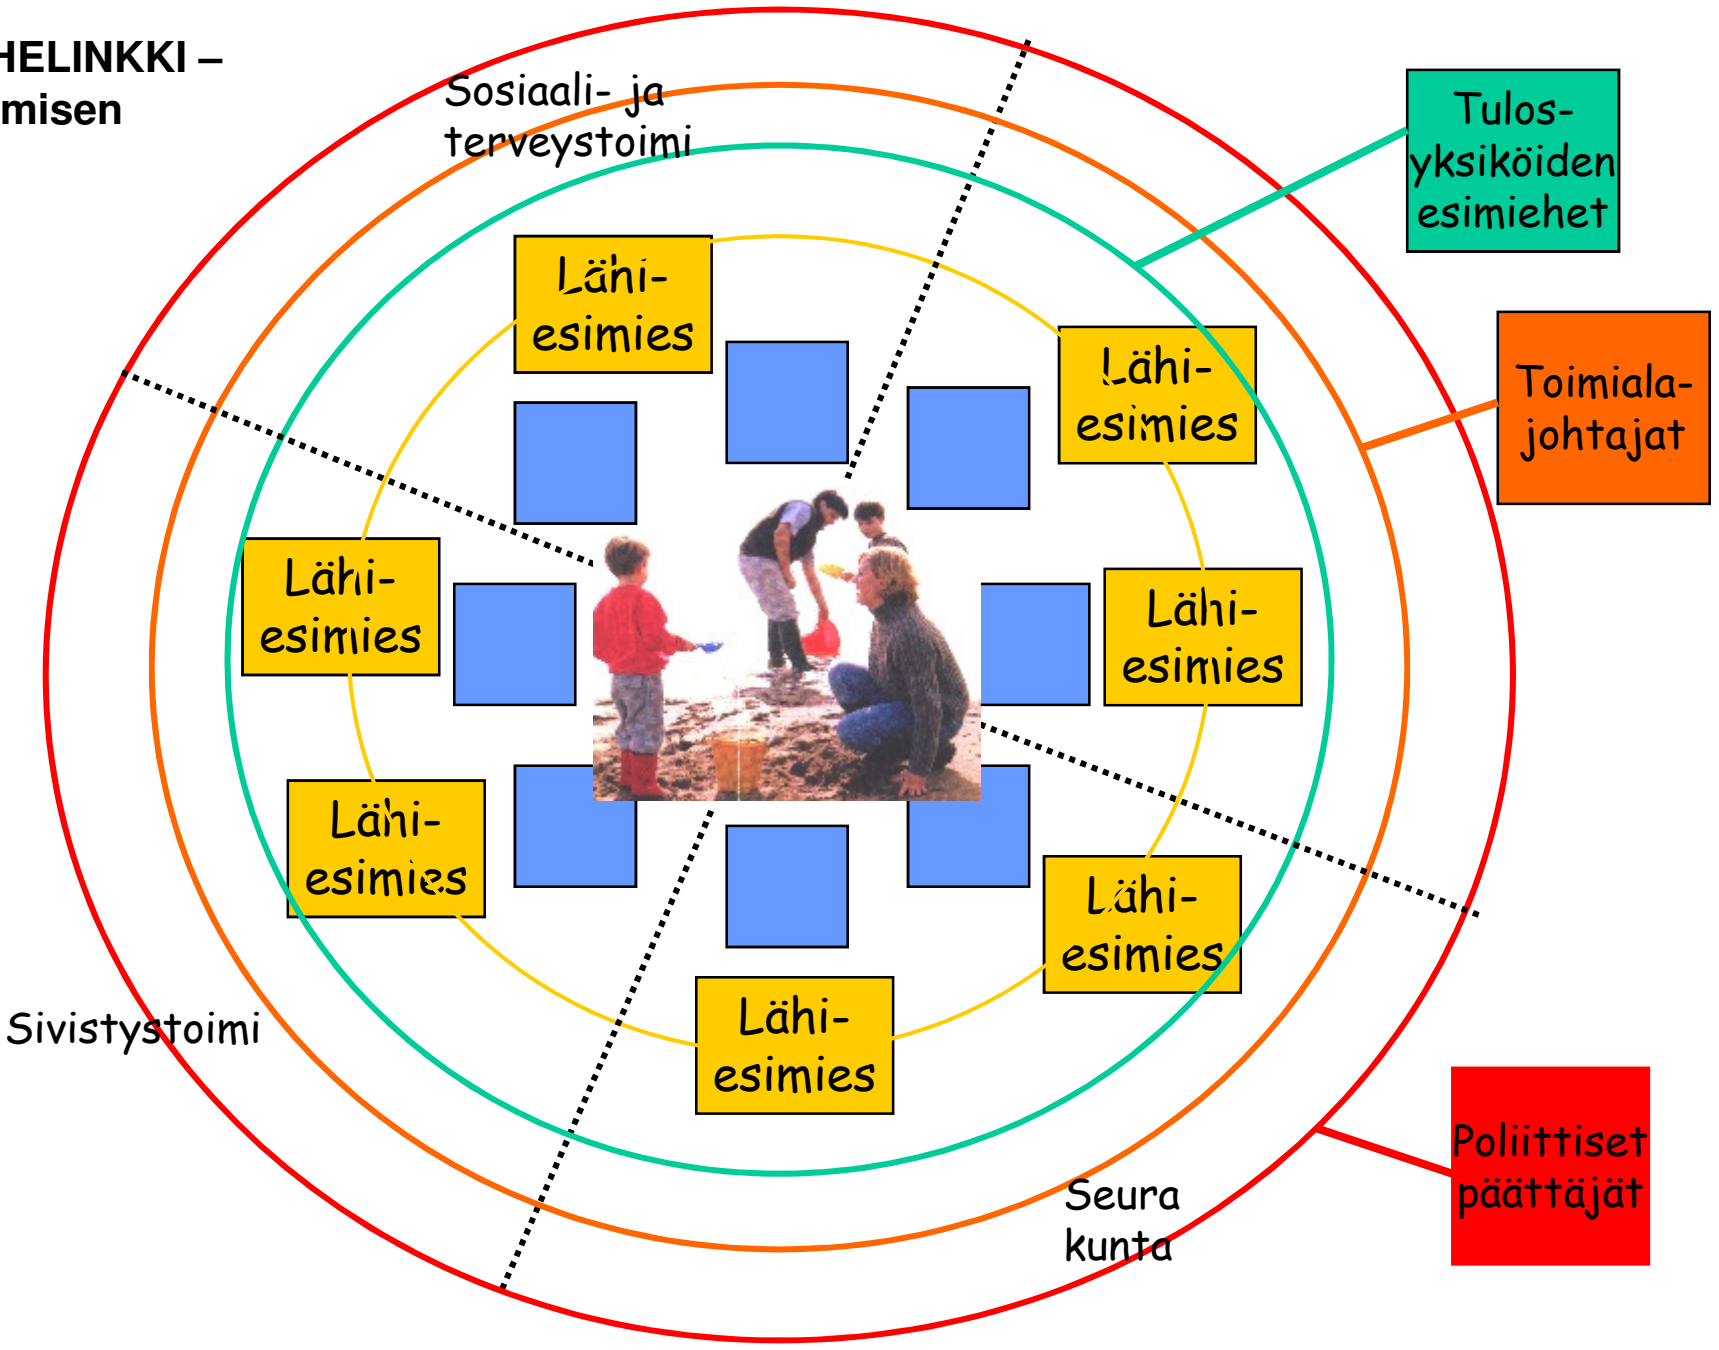 HELINKKI –
misen
Sosiaali- ja
terveystoimi
Tulos-
yksiköiden
esimiehet
Lähi-
esimies
Toimiala-
johtajat
Lähi-
esimies
Lähi-
esimies
Lähi-
esimies
Lähi-
esimies
Lähi-
esimies
Lähi-
esimies
Sivistystoimi
Poliittiset
päättäjät
Seura
kunta